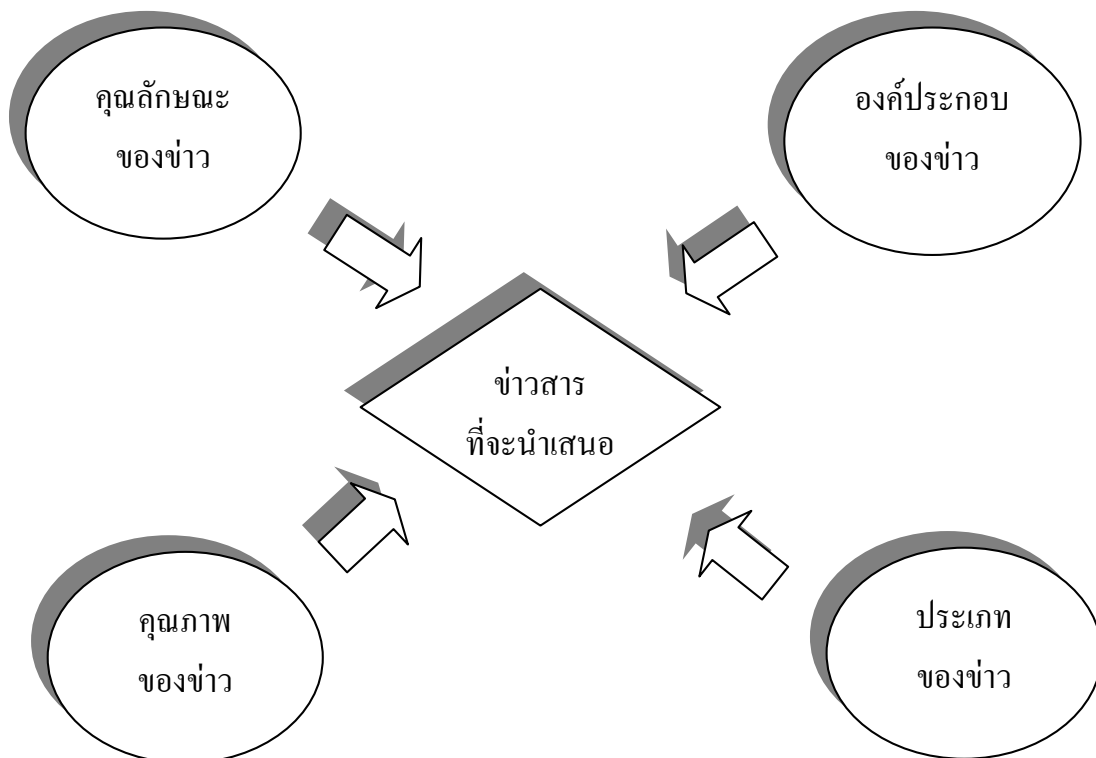 คุณลักษณะ
ของข่าว
องค์ประกอบ
ของข่าว
ข่าวสาร
ที่จะนำเสนอ
คุณภาพ
ของข่าว
ประเภท
ของข่าว